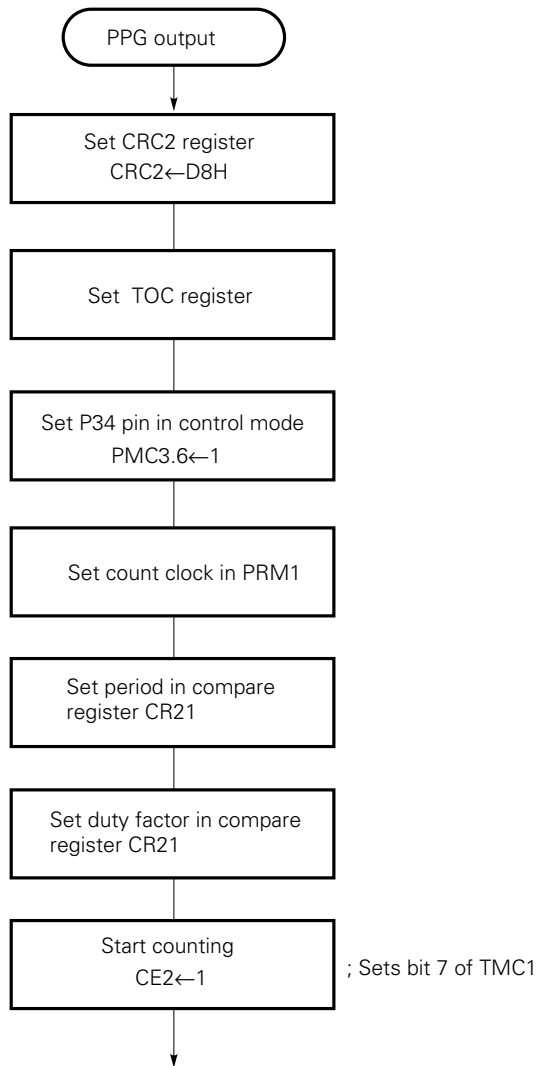 PPG output
Set CRC2 register
CRC2←D8H
Set TOC register
Set P34 pin in control mode
PMC3.6←1
Set count clock in PRM1
Set period in compare
register CR21
Set duty factor in compare
register CR21
Start counting
CE2←1
; Sets bit 7 of TMC1